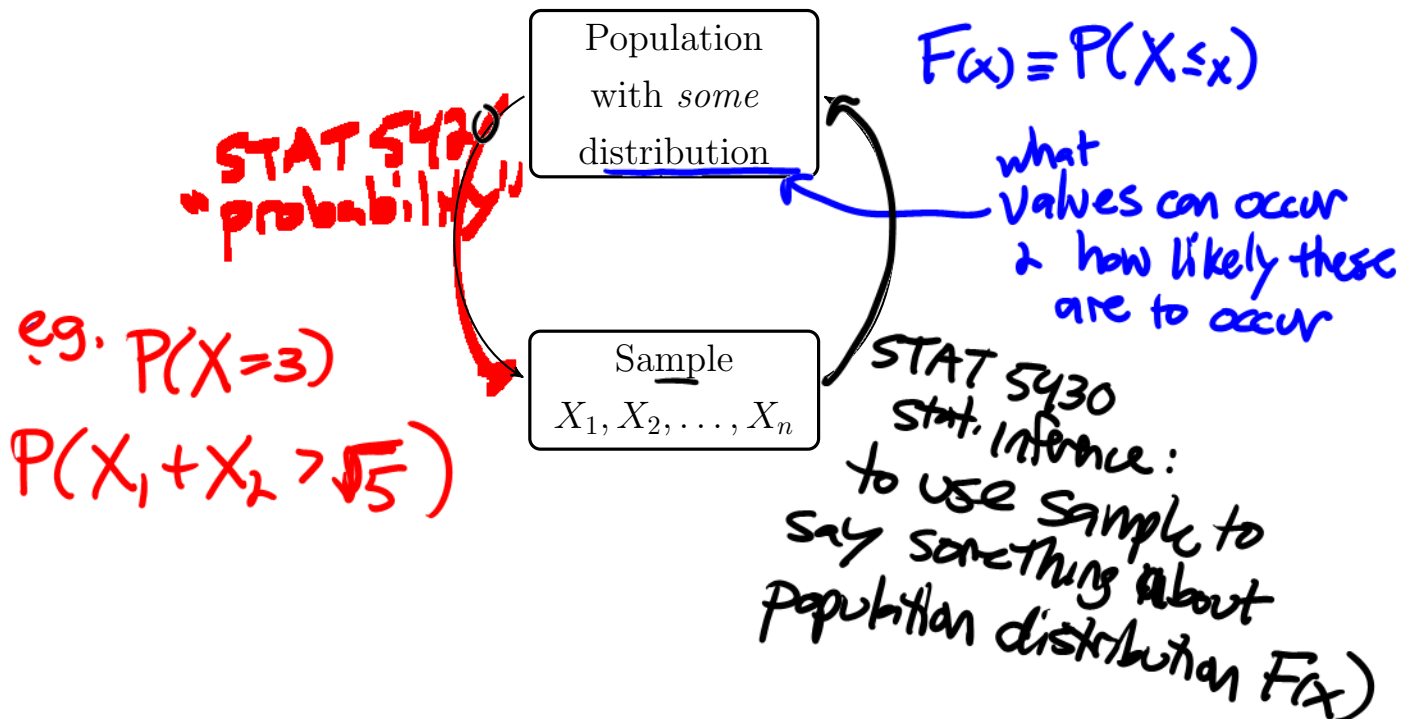 Population
with some
distribution
F(x) ≡ P(X ≤ x)
STAT 5420
"probability"
what
values can occur
& how likely these
are to occur
eg. P(X=3)
P(X₁ + X₂ > √5)
Sample
X₁, X₂, . . . , Xₙ
STAT 5430
Stat. Inference:
to use sample to
say something about
population distribution F(x)